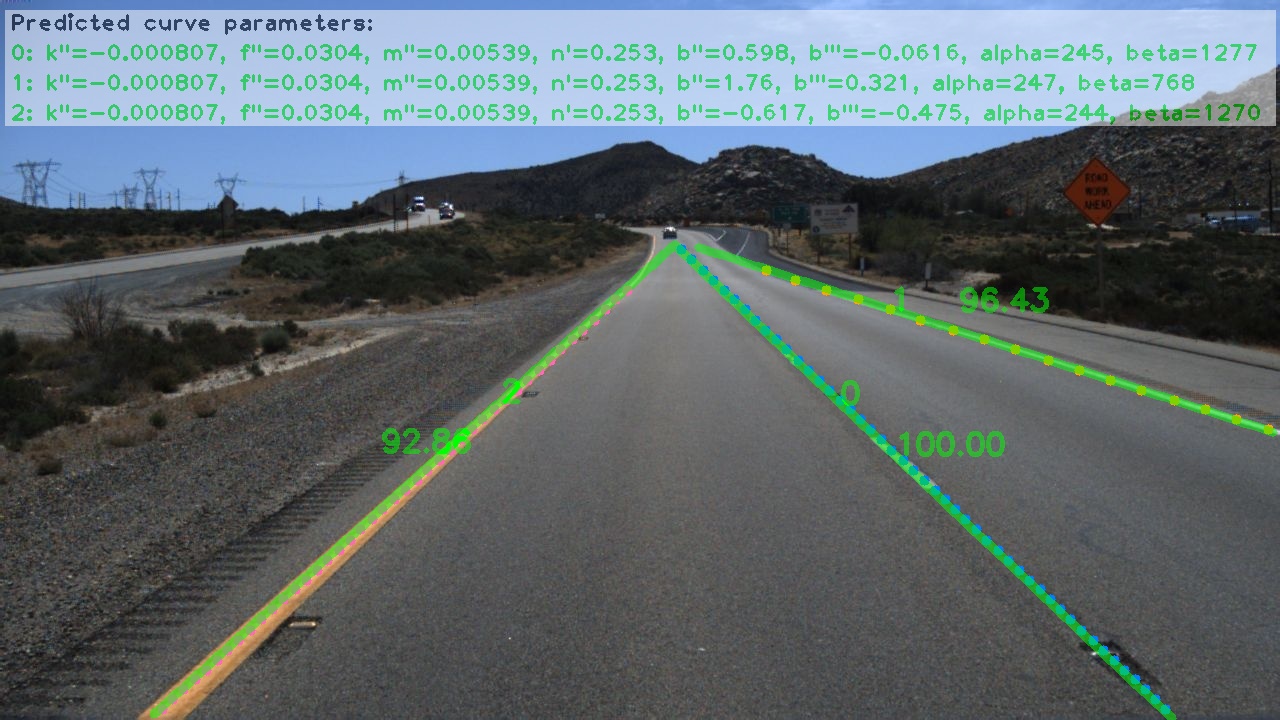 Predicted curve parameters:
0: k''=-0.000807, f''=0.0304, m''=0.00539, n'=0.253, b''=0.598, b'''=-0.0616, alpha=245, beta=1277
1: k''=-0.000807, f''=0.0304, m''=0.00539, n'=0.253, b''=1.76, b'''=0.321, alpha=247, beta=768
2: k''=-0.000807, f''=0.0304, m''=0.00539, n'=0.253, b''=-0.617, b'''=-0.475, alpha=244, beta=1270
ROAD
WORK
AHEAD
1 96.43
2
0
92.86
100.00